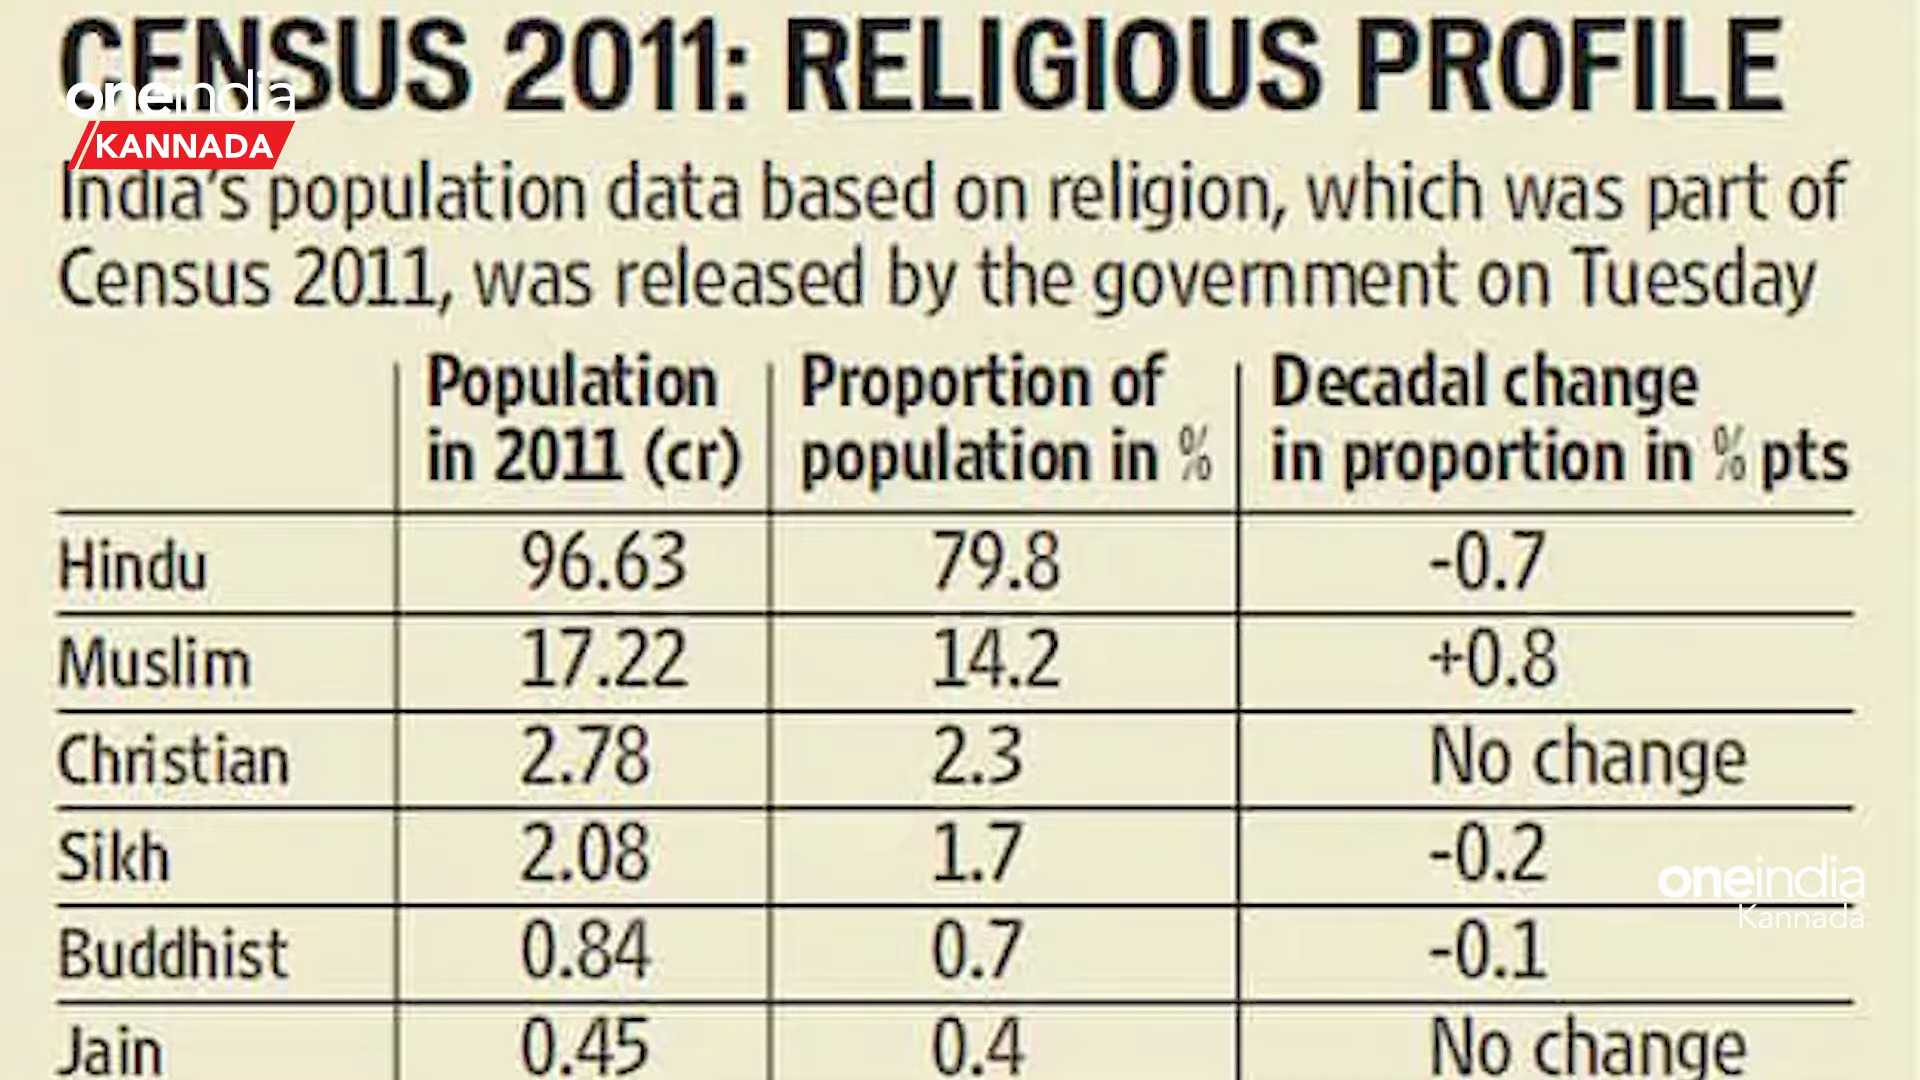 CENSUS 2011: RELIGIOUS PROFILE
oneindia
KANNADA
India's population data based on religion, which was part of
Census 2011, was released by the government on Tuesday
Population in 2011 (cr) Proportion of population in % Decadal change in proportion in % pts
Hindu 96.63 79.8 -0.7
Muslim 17.22 14.2 +0.8
Christian 2.78 2.3 No change
Sikh 2.08 1.7 -0.2
oneindia
Kannada
Buddhist 0.84 0.7 -0.1
Jain 0.45 0.4 No change